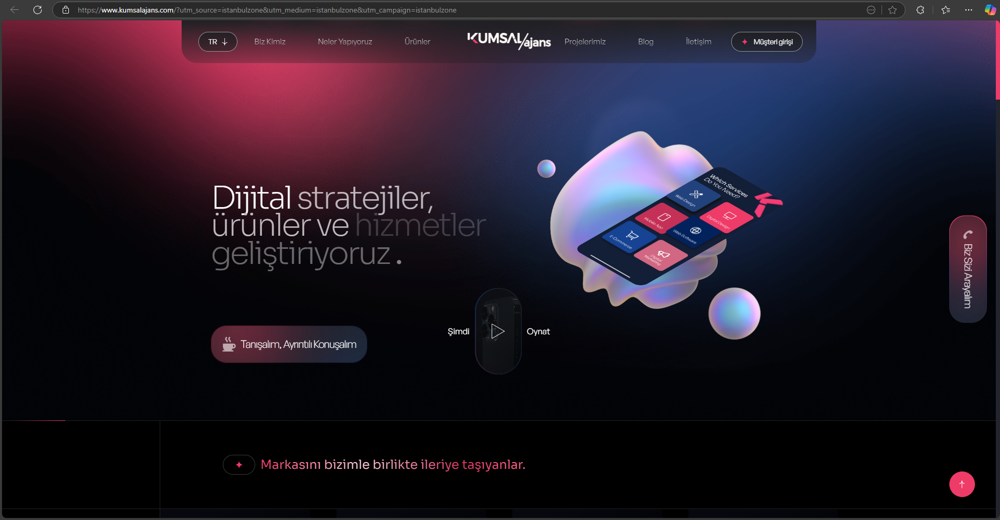 https://www.kumsalajans.com/?utm_source=istanbulzone&utm_medium=istanbulzone&utm_campaign=istanbulzone
TR
Biz Kimiz
Neler Yapıyoruz
Ürünler
KUMSAL/ajans
Projelerimiz
Blog
İletişim
Müşteri girişi
Dijital stratejiler,
ürünler ve hizmetler
geliştiriyoruz .
Which Services
Do You Need?
Web Design
Mobile App
Digital Design
E-Commerce
Web Software
Digital
Marketing
Biz Sizi Arayalım
Şimdi
Oynat
Tanışalım, Ayrıntılı Konuşalım
Markasını bizimle birlikte ileriye taşıyanlar.